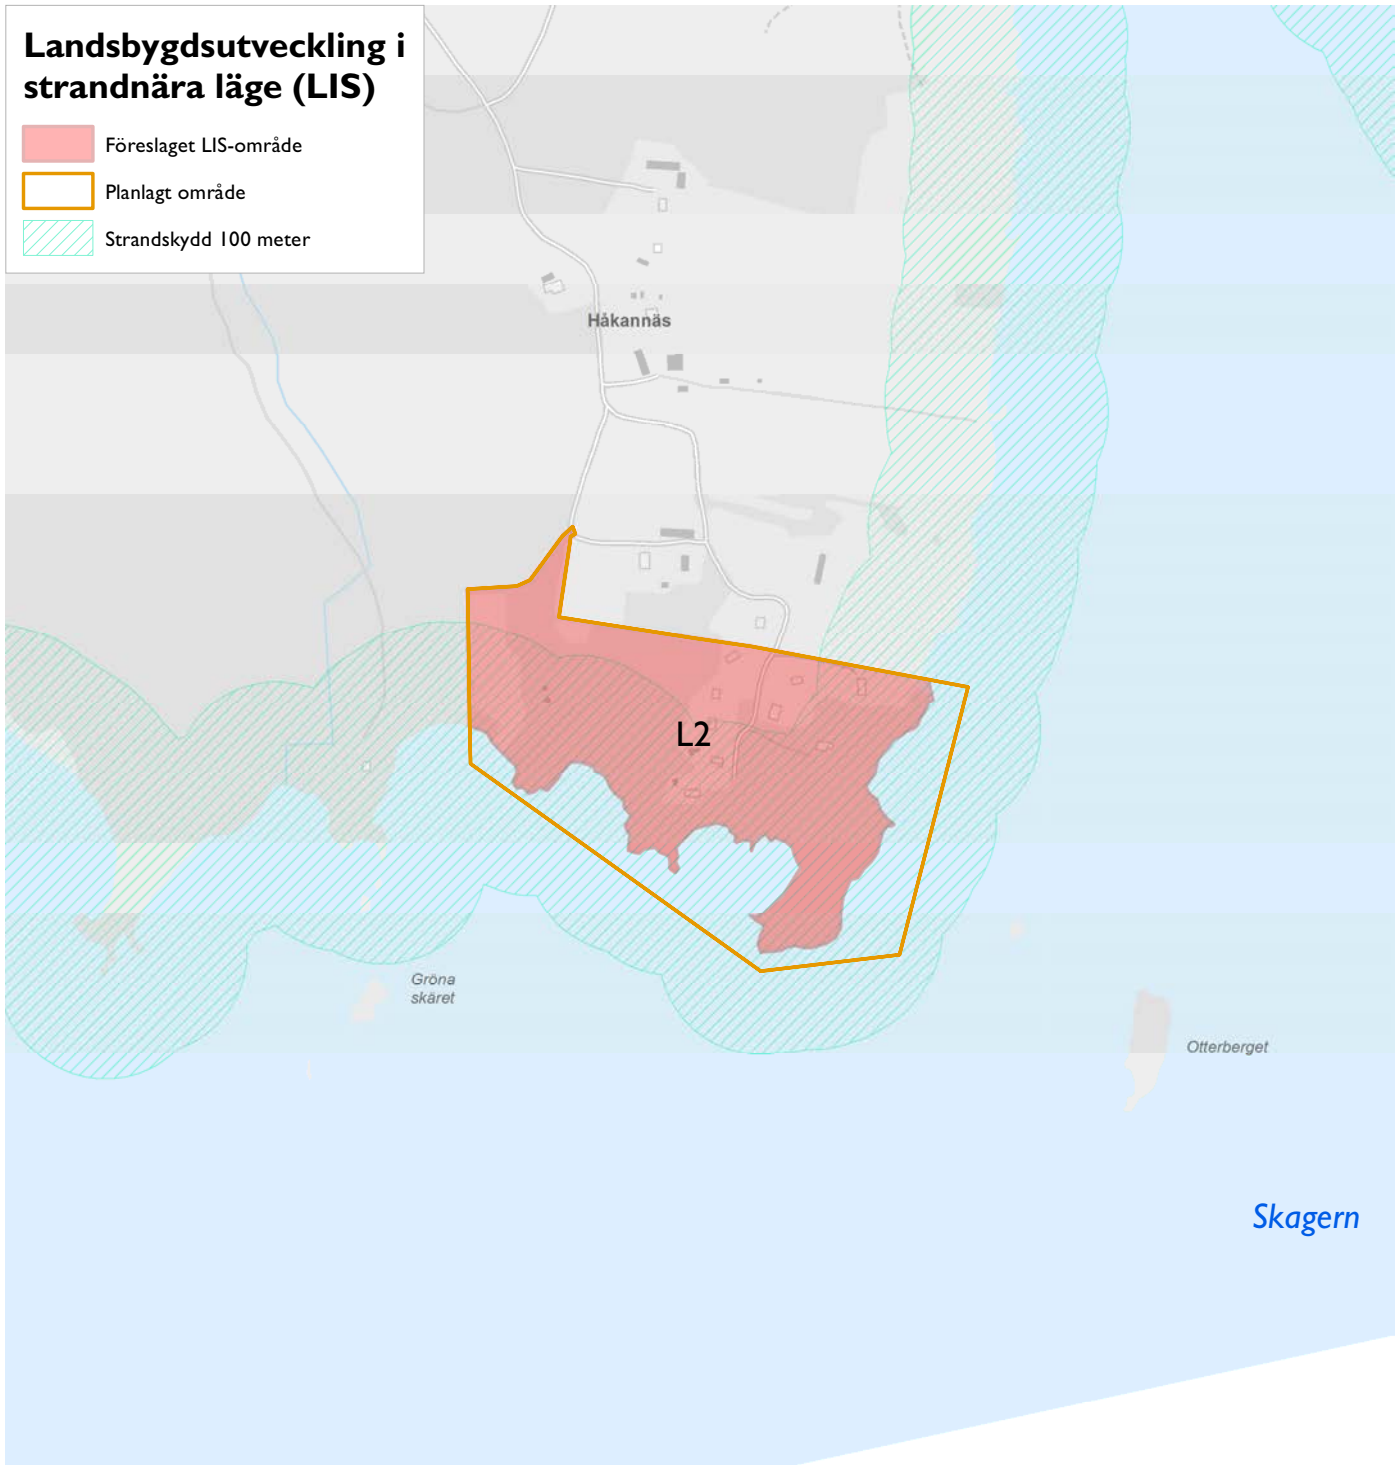 Landsbygdsutveckling i
strandnära läge (LIS)
Föreslaget LIS-område
Planlagt område
Strandskydd 100 meter
Håkannäs
L2
Gröna
skäret
Otterberget
Skagern